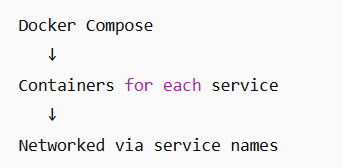 Docker Compose
↓
Containers for each service
↓
Networked via service names